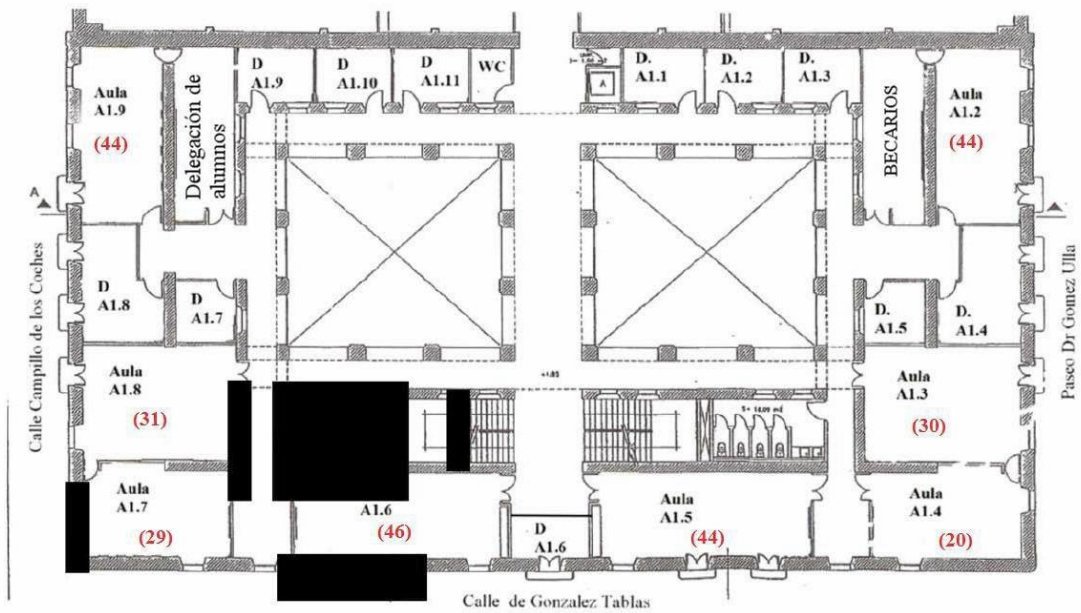 D
A1.9
D
A1.10
D
A1.11
WC
A
D.
A1.1
D.
A1.2
D.
A1.3
Aula
A1.9
(44)
Delegación de
alumnos
BECARIOS
Aula
A1.2
(44)
A
Calle Campillo de los Coches
Paseo Dr Gomez Ulla
D
A1.8
D
A1.7
D.
A1.5
D.
A1.4
Aula
A1.8
(31)
Aula
A1.3
(30)
S= 14,09 m2
Aula
A1.7
(29)
A1.6
(46)
D
A1.6
Aula
A1.5
(44)
Aula
A1.4
(20)
Calle de Gonzalez Tablas